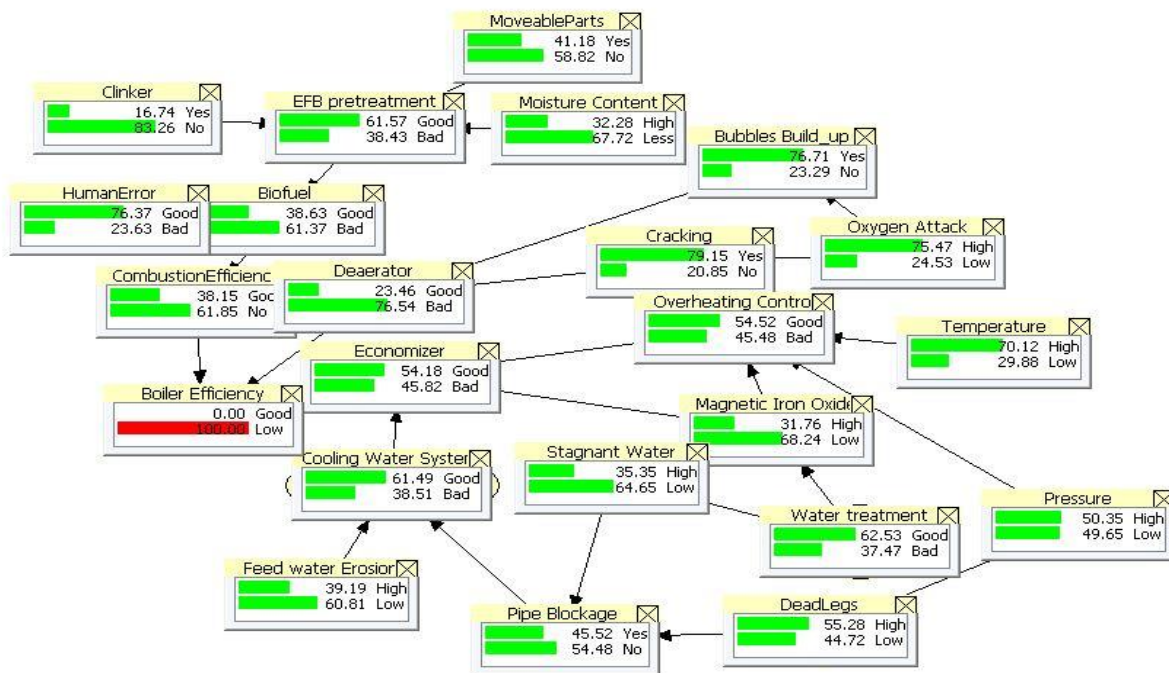 MoveableParts
41.18 Yes
58.82 No
Clinker
16.74 Yes
83.26 No
EFB pretreatment
61.57 Good
38.43 Bad
Moisture Content
32.28 High
67.72 Less
Bubbles Build_up
76.71 Yes
23.29 No
HumanError
76.37 Good
23.63 Bad
Biofuel
38.63 Good
61.37 Bad
Cracking
79.15 Yes
20.85 No
Oxygen Attack
75.47 High
24.53 Low
CombustionEfficienc
38.15 Goo
61.85 No
Deaerator
23.46 Good
76.54 Bad
Overheating Contro
54.52 Good
45.48 Bad
Temperature
70.12 High
29.88 Low
Economizer
54.18 Good
45.82 Bad
Boiler Efficiency
0.00 Good
100.00 Low
Magnetic Iron Oxide
31.76 High
68.24 Low
Cooling Water System
61.49 Good
38.51 Bad
Stagnant Water
35.35 High
64.65 Low
Water treatment
62.53 Good
37.47 Bad
Pressure
50.35 High
49.65 Low
Feed water Erosion
39.19 High
60.81 Low
Pipe Blockage
45.52 Yes
54.48 No
DeadLegs
55.28 High
44.72 Low